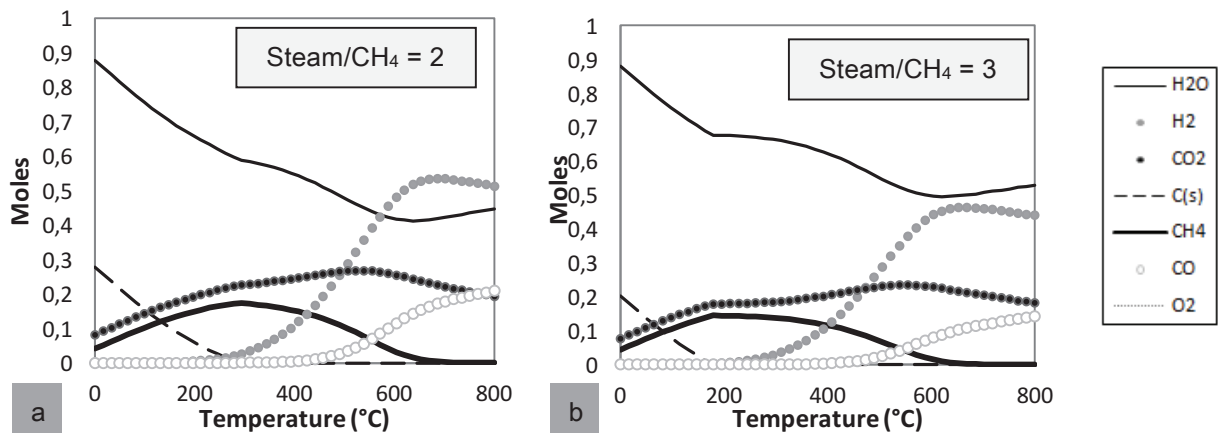 Steam/CH₄ = 2
Moles
1
0,9
0,8
0,7
0,6
0,5
0,4
0,3
0,2
0,1
0
0 200 400 600 800
Temperature (°C)
a
Steam/CH₄ = 3
Moles
1
0,9
0,8
0,7
0,6
0,5
0,4
0,3
0,2
0,1
0
0 200 400 600 800
Temperature (°C)
b
H2O
H2
CO2
C(s)
CH4
CO
O2